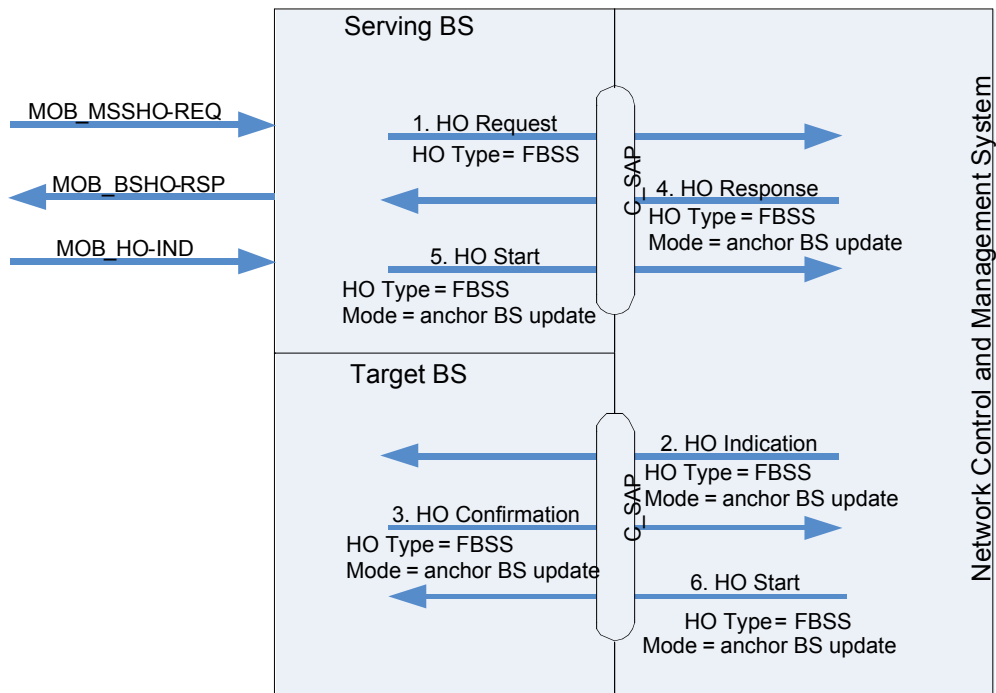 Serving BS
MOB_MSSHO-REQ
1. HO Request
HO Type = FBSS
MOB_BSHO-RSP
C_SAP
4. HO Response
HO Type = FBSS
Mode = anchor BS update
MOB_HO-IND
5. HO Start
HO Type = FBSS
Mode = anchor BS update
Network Control and Management System
Target BS
2. HO Indication
HO Type = FBSS
Mode = anchor BS update
C_SAP
3. HO Confirmation
HO Type = FBSS
Mode = anchor BS update
6. HO Start
HO Type = FBSS
Mode = anchor BS update